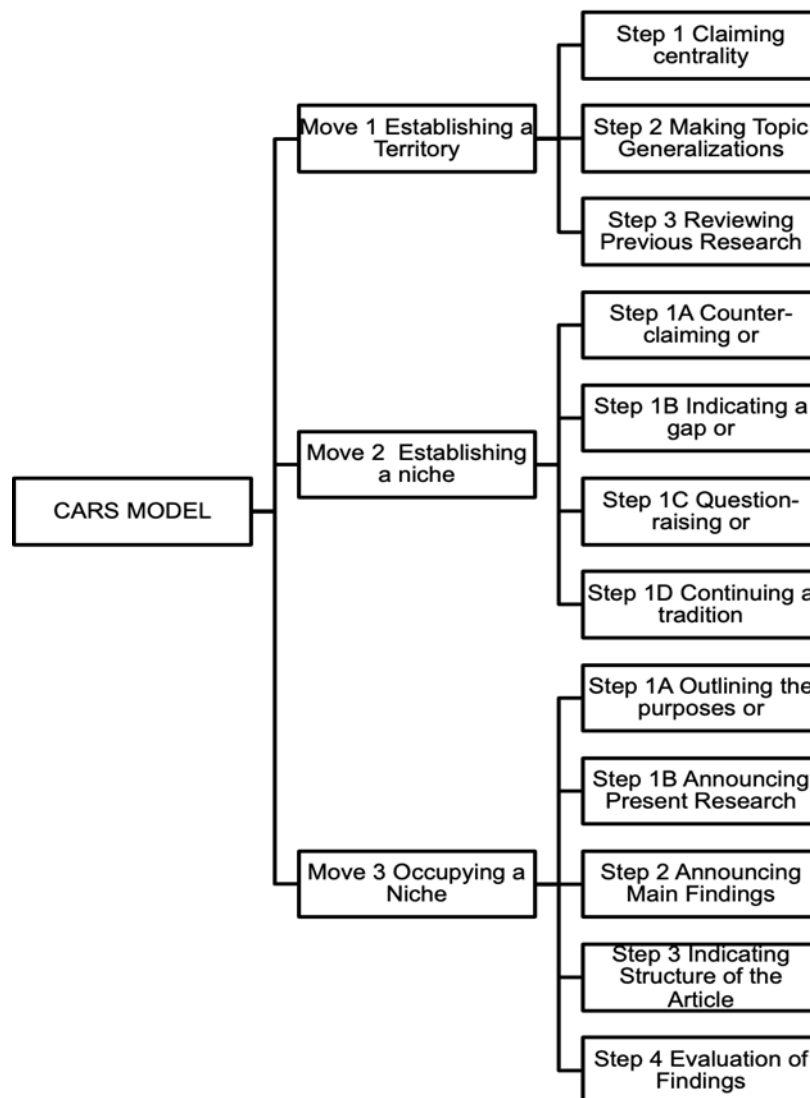 Step 1 Claiming
centrality
Move 1 Establishing a
Territory
Step 2 Making Topic
Generalizations
Step 3 Reviewing
Previous Research
Step 1A Counter-
claiming or
Step 1B Indicating a
gap or
Move 2  Establishing
a niche
CARS MODEL
Step 1C Question-
raising or
Step 1D Continuing a
tradition
Step 1A Outlining the
purposes or
Step 1B Announcing
Present Research
Move 3 Occupying a
Niche
Step 2 Announcing
Main Findings
Step 3 Indicating
Structure of the
Article
Step 4 Evaluation of
Findings